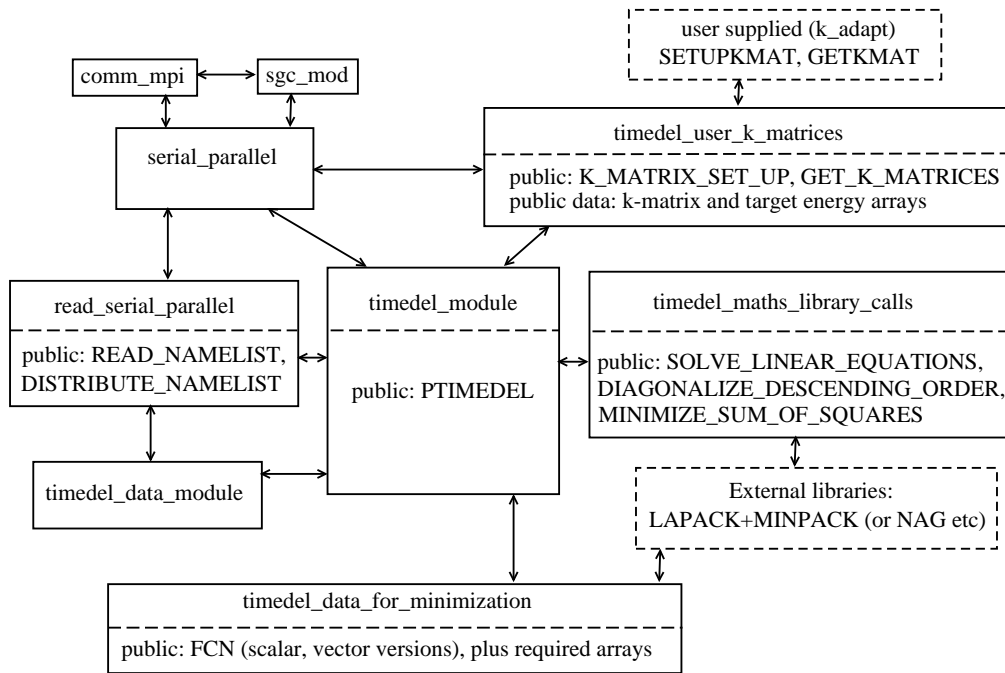 user supplied (k_adapt)
SETUPKMAT, GETKMAT
comm_mpi
sgc_mod
serial_parallel
timedel_user_k_matrices
public: K_MATRIX_SET_UP, GET_K_MATRICES
public data: k-matrix and target energy arrays
read_serial_parallel
public: READ_NAMELIST,
DISTRIBUTE_NAMELIST
timedel_module
public: PTIMEDEL
timedel_maths_library_calls
public: SOLVE_LINEAR_EQUATIONS,
DIAGONALIZE_DESCENDING_ORDER,
MINIMIZE_SUM_OF_SQUARES
timedel_data_module
External libraries:
LAPACK+MINPACK (or NAG etc)
timedel_data_for_minimization
public: FCN (scalar, vector versions), plus required arrays